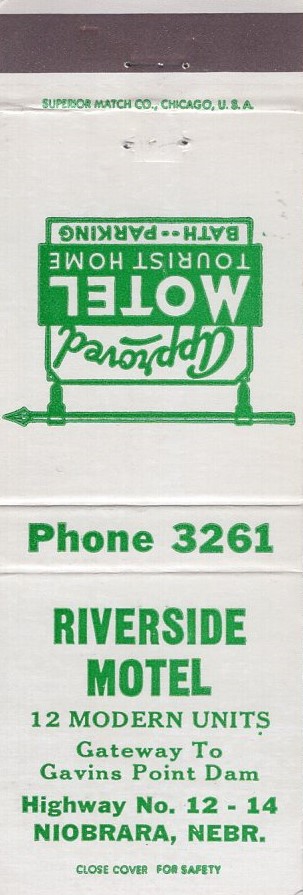 SUPERIOR MATCH CO., CHICAGO, U. S. A.
Approved
MOTEL
TOURIST HOME
BATH -- PARKING
Phone 3261
RIVERSIDE
MOTEL
12 MODERN UNITS
Gateway To
Gavins Point Dam
Highway No. 12 - 14
NIOBRARA, NEBR.
CLOSE COVER FOR SAFETY